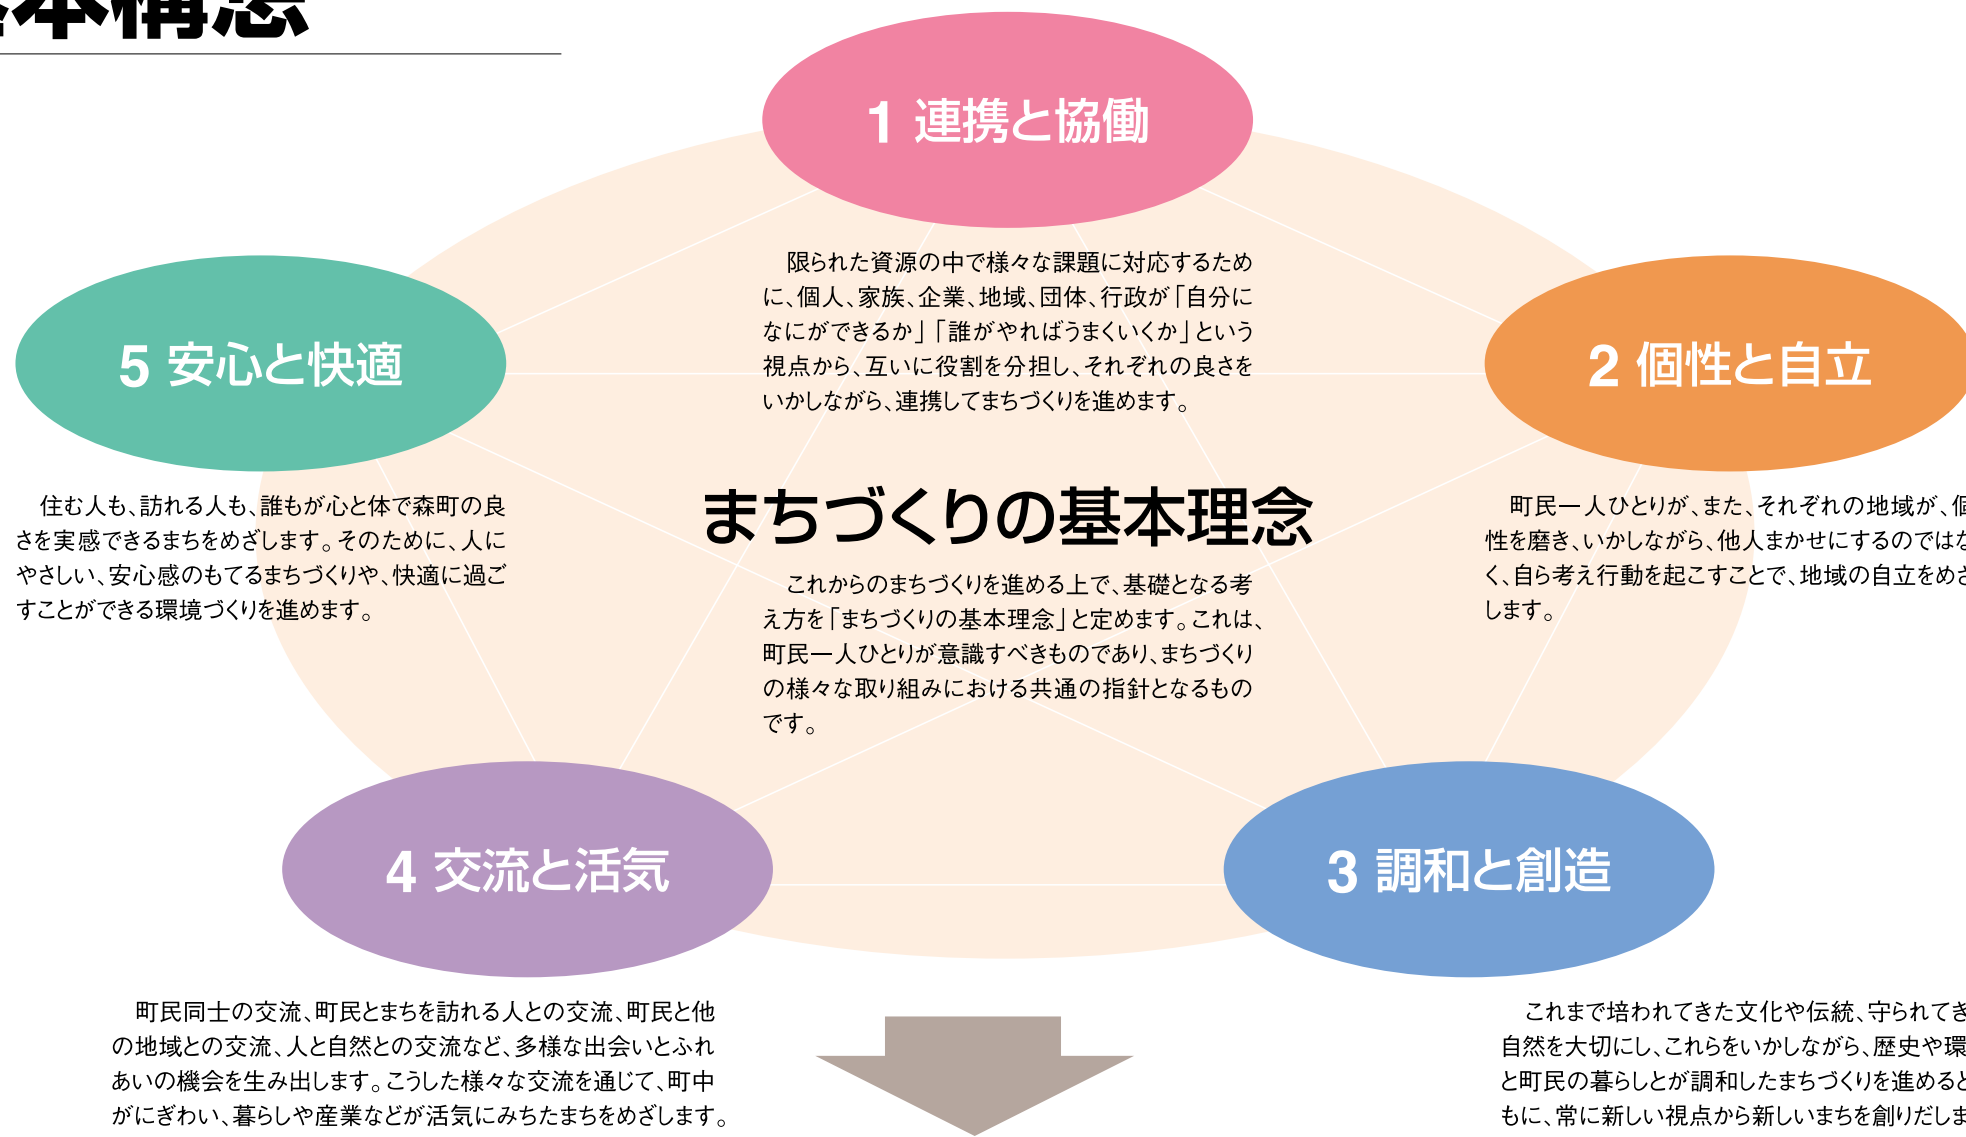 本構想
1 連携と協働
限られた資源の中で様々な課題に対応するため
に、個人、家族、企業、地域、団体、行政が「自分に
なにができるか」「誰がやればうまくいくか」という
視点から、互いに役割を分担し、それぞれの良さを
いかしながら、連携してまちづくりを進めます。
2 個性と自立
町民一人ひとりが、また、それぞれの地域が、個
性を磨き、いかしながら、他人まかせにするのではな
く、自ら考え行動を起こすことで、地域の自立をめざ
します。
5 安心と快適
住む人も、訪れる人も、誰もが心と体で森町の良
さを実感できるまちをめざします。そのために、人に
やさしい、安心感のもてるまちづくりや、快適に過ご
すことができる環境づくりを進めます。
まちづくりの基本理念
これからのまちづくりを進める上で、基礎となる考
え方を「まちづくりの基本理念」と定めます。これは、
町民一人ひとりが意識すべきものであり、まちづくり
の様々な取り組みにおける共通の指針となるもの
です。
4 交流と活気
町民同士の交流、町民とまちを訪れる人との交流、町民と他
の地域との交流、人と自然との交流など、多様な出会いとふれ
あいの機会を生み出します。こうした様々な交流を通じて、町中
がにぎわい、暮らしや産業などが活気にみちたまちをめざします。
3 調和と創造
これまで培われてきた文化や伝統、守られてき
自然を大切にし、これらをいかしながら、歴史や環
と町民の暮らしとが調和したまちづくりを進めると
もに、常に新しい視点から新しいまちを創りだしま